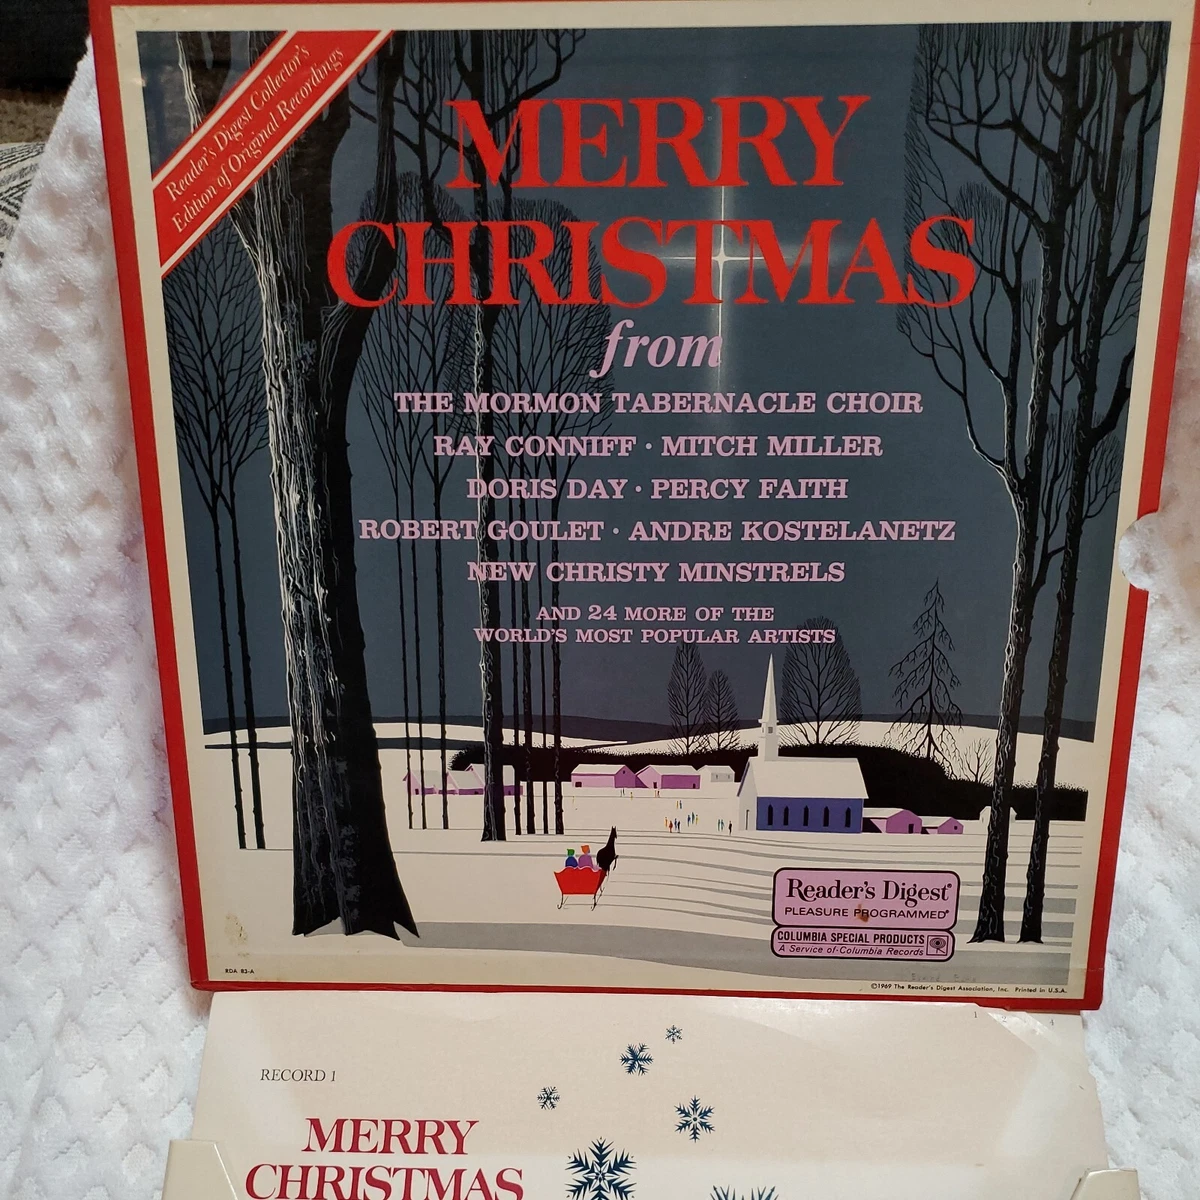 Reader's Digest Collector's
Edition of Original Recordings
MERRY
CHRISTMAS
from
THE MORMON TABERNACLE CHOIR
RAY CONNIFF · MITCH MILLER
DORIS DAY · PERCY FAITH
ROBERT GOULET · ANDRE KOSTELANETZ
NEW CHRISTY MINSTRELS
AND 24 MORE OF THE
WORLD'S MOST POPULAR ARTISTS
Reader's Digest®
PLEASURE PROGRAMMED®
COLUMBIA SPECIAL PRODUCTS
A Service of Columbia Records
RDA 83-A
©1969 The Reader's Digest Association, Inc. Printed in U.S.A.
RECORD 1
MERRY
CHRISTMAS